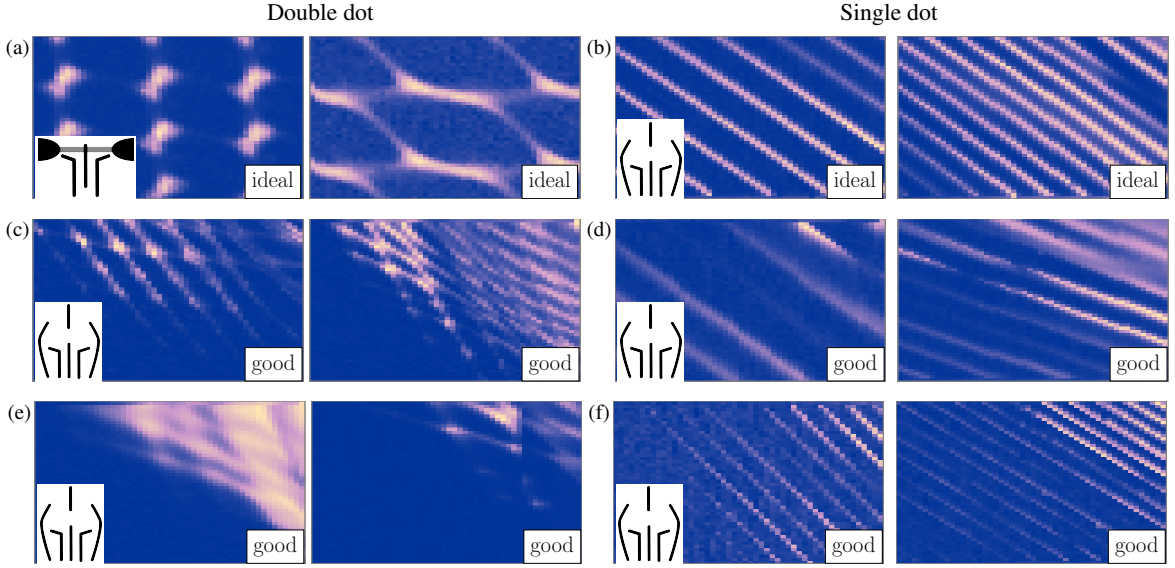 Double dot
Single dot
(a)
ideal
ideal
(b)
ideal
ideal
(c)
good
good
(d)
good
good
(e)
good
good
(f)
good
good